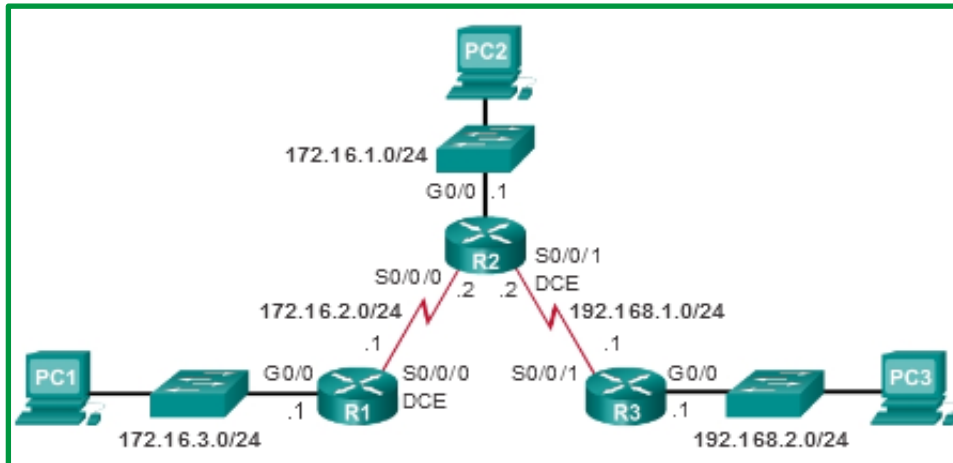 PC2
172.16.1.0/24
G0/0 .1
R2
S0/0/0 S0/0/1
.2 .2 DCE
172.16.2.0/24 192.168.1.0/24
.1 .1
PC1 G0/0 S0/0/0 S0/0/1 G0/0 PC3
.1 R1 DCE R3 .1
172.16.3.0/24 192.168.2.0/24